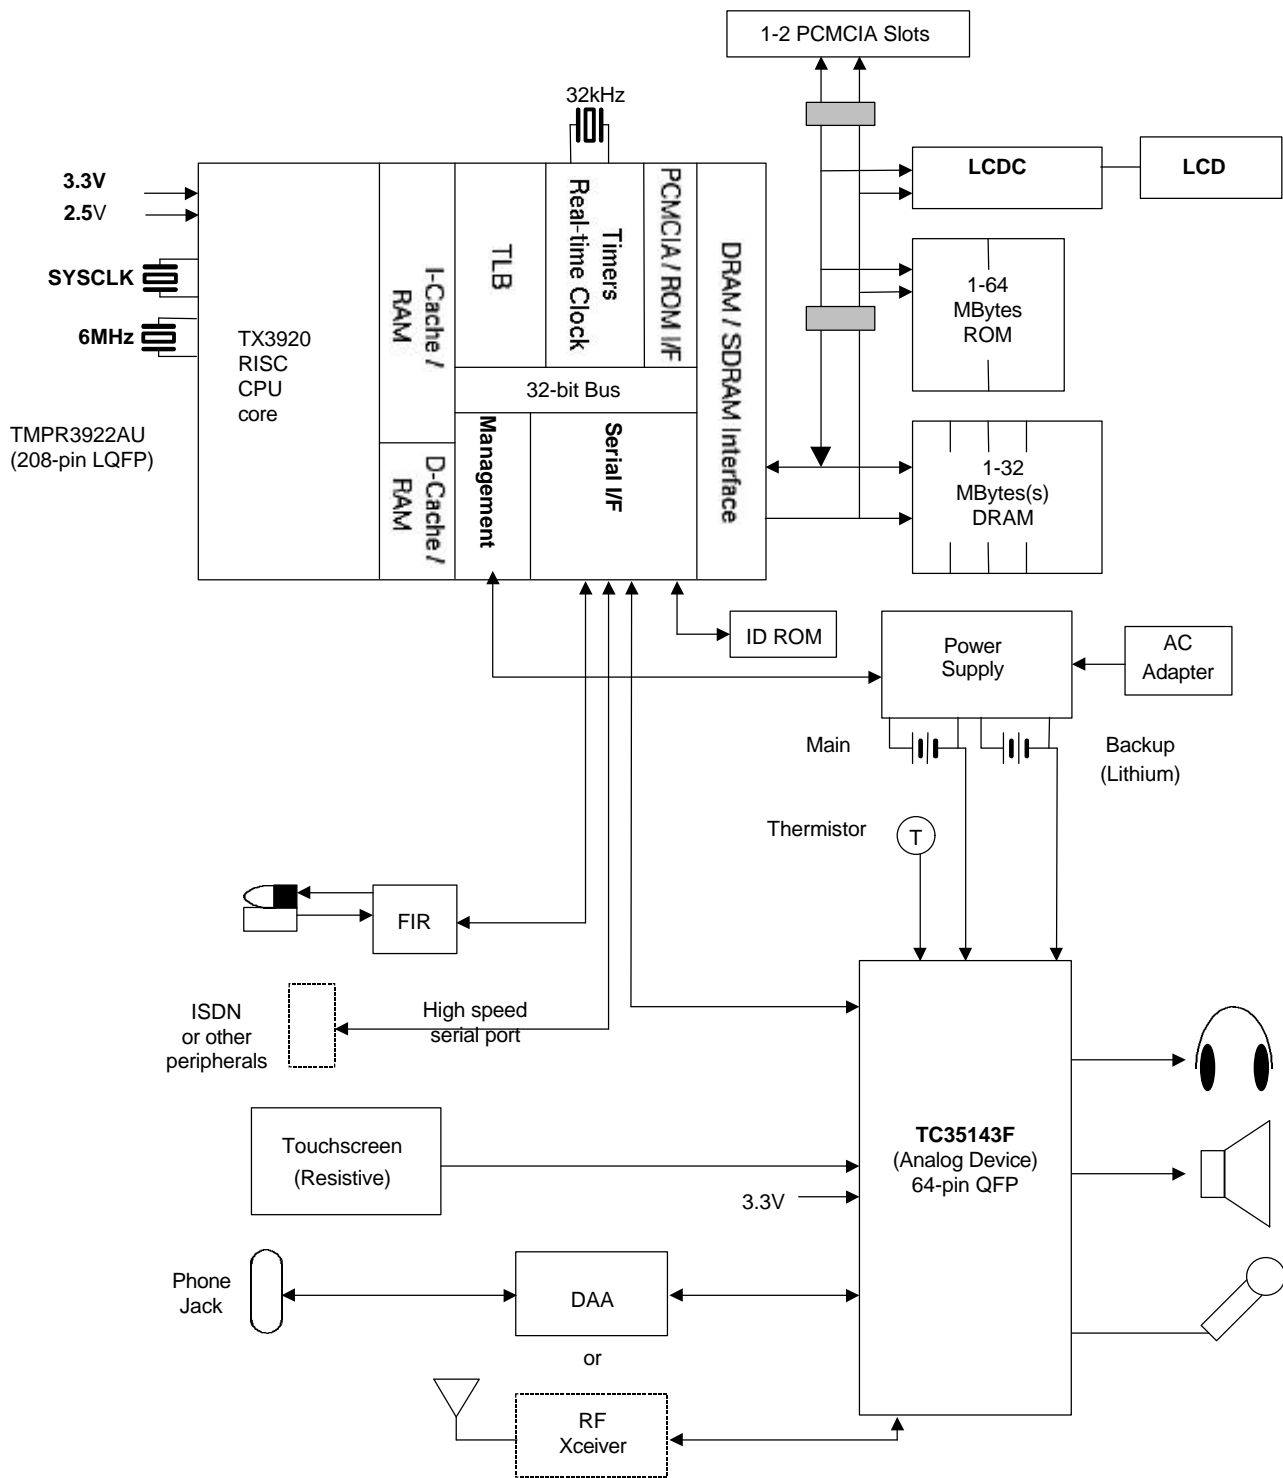 1-2 PCMCIA Slots
32kHz
3.3V
2.5V
SYSCLK
6MHz
TMPR3922AU
(208-pin LQFP)
TX3920
RISC
CPU
core
I-Cache /
RAM
D-Cache /
RAM
TLB
Timers
Real-time Clock
PCMCIA / ROM I/F
32-bit Bus
Management
Serial I/F
DRAM / SDRAM Interface
LCDC
LCD
1-64
MBytes
ROM
1-32
MBytes(s)
DRAM
ID ROM
Power
Supply
AC
Adapter
Main
Backup
(Lithium)
Thermistor
T
FIR
ISDN
or other
peripherals
High speed
serial port
Touchscreen
(Resistive)
3.3V
TC35143F
(Analog Device)
64-pin QFP
Phone
Jack
DAA
or
RF
Xceiver